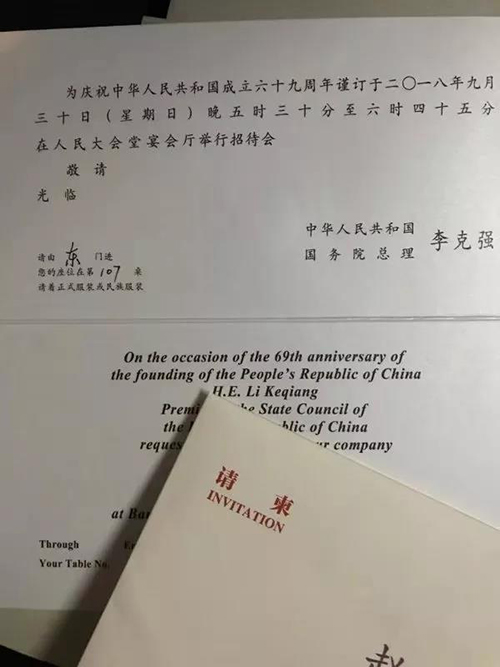 为庆祝中华人民共和国成立六十九周年谨订于二〇一八年九月
三十日(星期日)晚五时三十分至六时四十五分
在人民大会堂宴会厅举行招待会
敬请
光临
中华人民共和国
国务院总理 李克强
请由 东 门进
您的座位在第 107 桌
请着正式服装或民族服装
On the occasion of the 69th anniversary of
the founding of the People's Republic of China
H.E. Li Keqiang
the State Council of
of China
company
at
Through
Your Table No.
请柬
INVITATION
赵